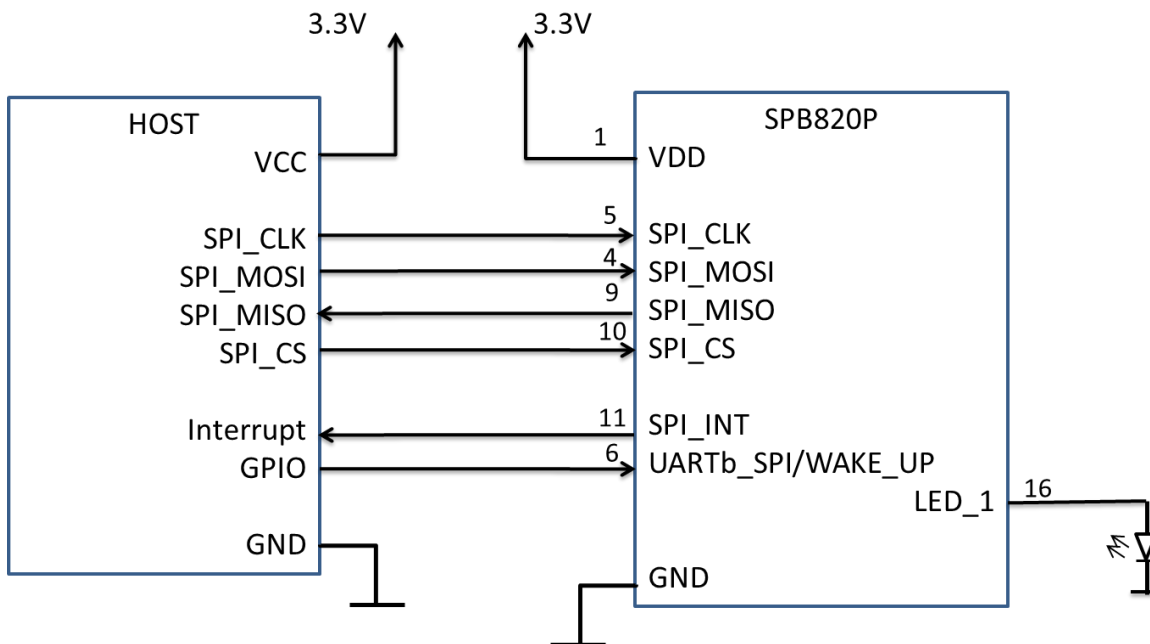 3.3V
3.3V
HOST
SPB820P
VCC
1
VDD
SPI_CLK
5
SPI_CLK
SPI_MOSI
4
SPI_MOSI
SPI_MISO
9
SPI_MISO
SPI_CS
10
SPI_CS
Interrupt
11
SPI_INT
GPIO
6
UARTb_SPI/WAKE_UP
LED_1
16
GND
GND